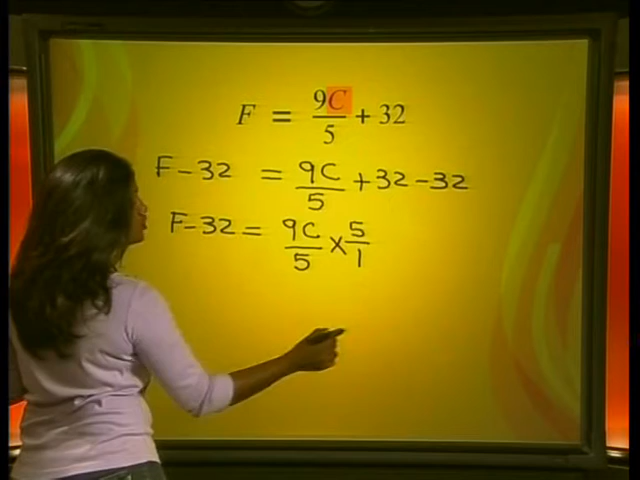 F = 9C/5 + 32
F - 32 = 9C/5 + 32 - 32
F - 32 = 9C/5 × 5/1